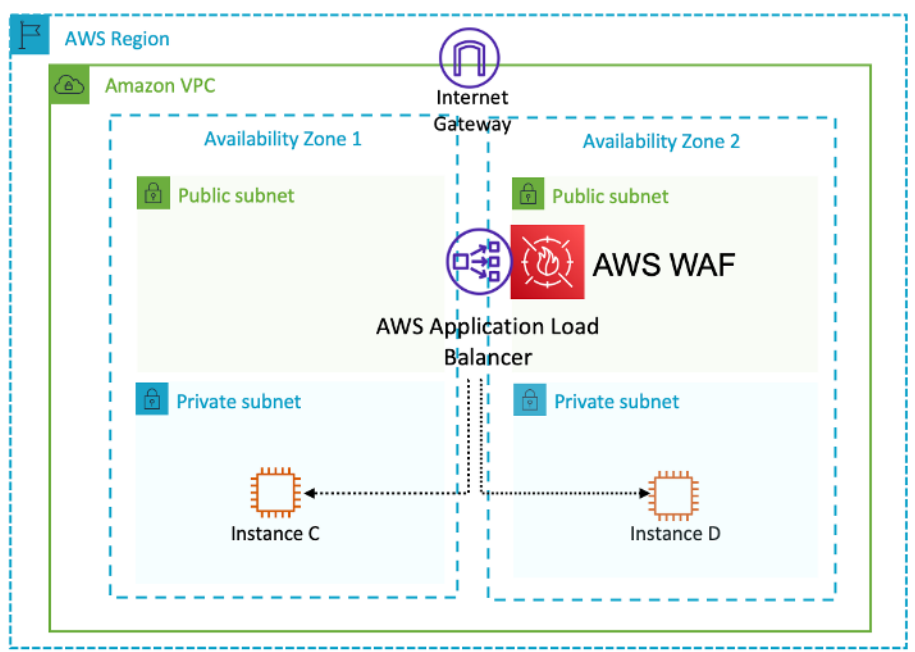 AWS Region
Amazon VPC
Internet
Gateway
Availability Zone 1
Availability Zone 2
Public subnet
Public subnet
AWS WAF
AWS Application Load
Balancer
Private subnet
Private subnet
Instance C
Instance D